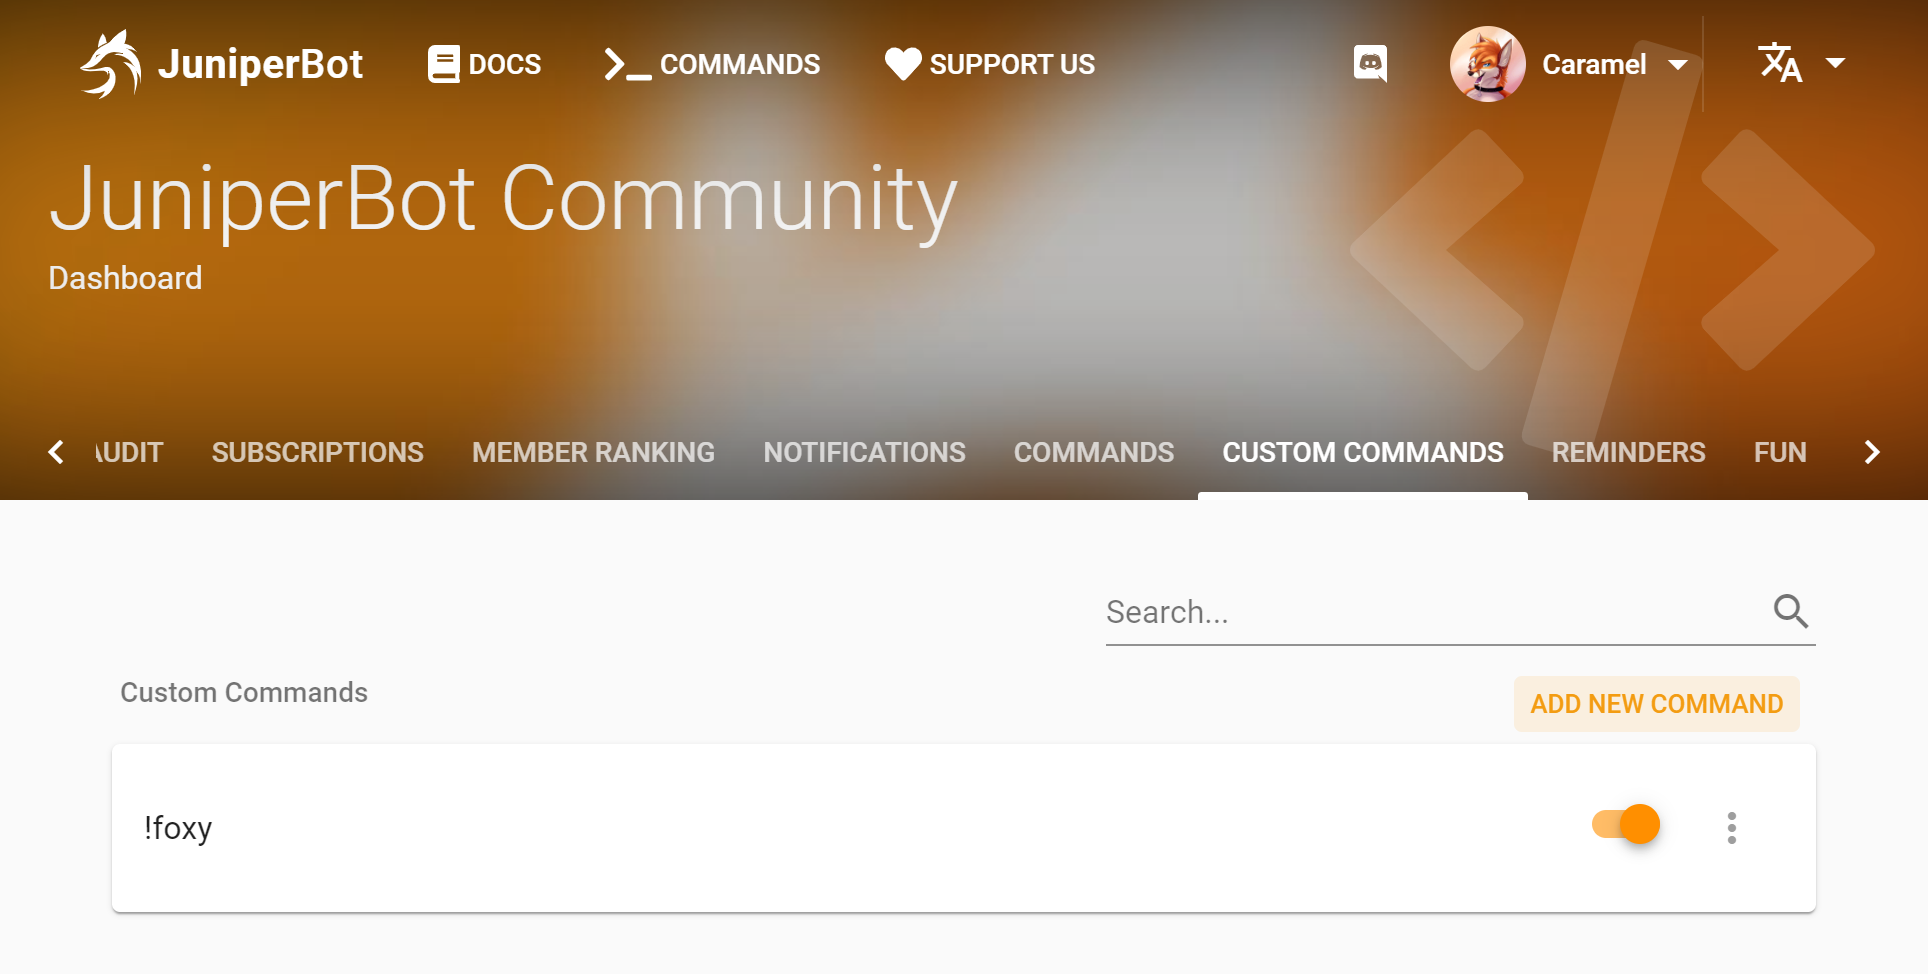 JuniperBot
DOCS
COMMANDS
SUPPORT US
Caramel
JuniperBot Community
Dashboard
AUDIT
SUBSCRIPTIONS
MEMBER RANKING
NOTIFICATIONS
COMMANDS
CUSTOM COMMANDS
REMINDERS
FUN
Search...
Custom Commands
ADD NEW COMMAND
!foxy